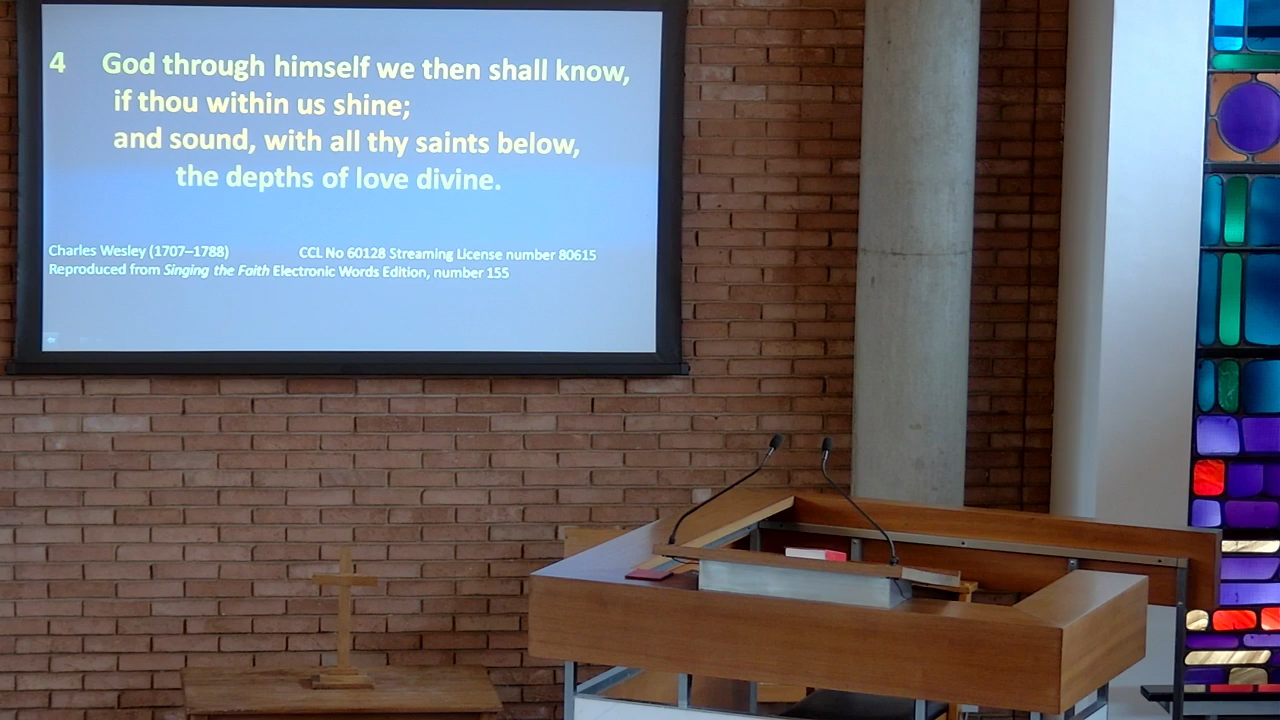 4 God through himself we then shall know,
if thou within us shine;
and sound, with all thy saints below,
the depths of love divine.
Charles Wesley (1707–1788) CCL No 60128 Streaming License number 80615
Reproduced from Singing the Faith Electronic Words Edition, number 155